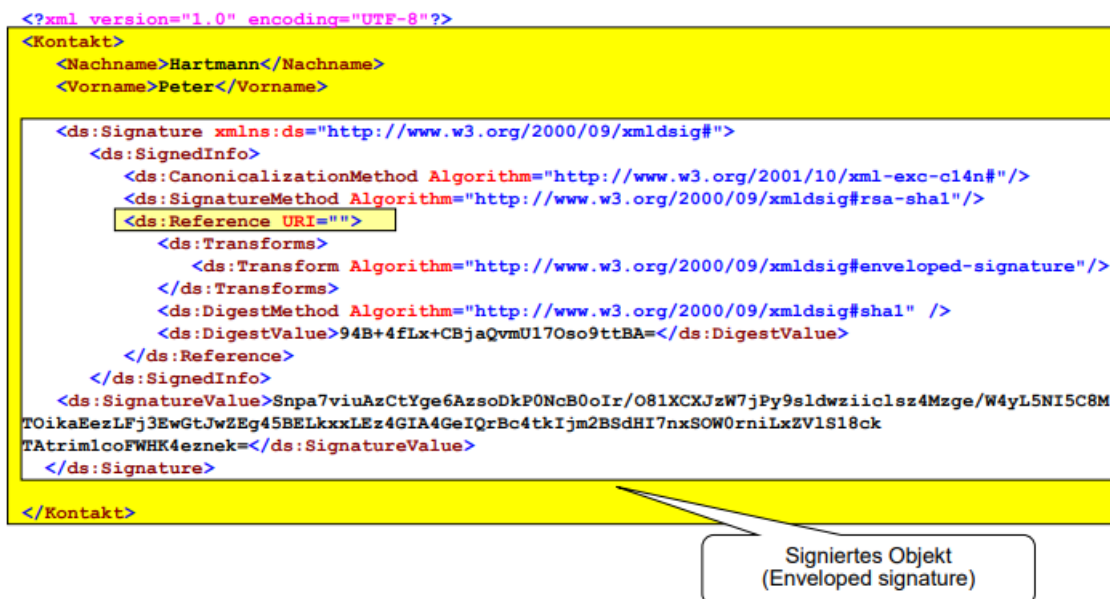 <?xml version="1.0" encoding="UTF-8"?>
<Kontakt>
<Nachname>Hartmann</Nachname>
<Vorname>Peter</Vorname>
<ds:Signature xmlns:ds="http://www.w3.org/2000/09/xmldsig#">
<ds:SignedInfo>
<ds:CanonicalizationMethod Algorithm="http://www.w3.org/2001/10/xml-exc-c14n#"/>
<ds:SignatureMethod Algorithm="http://www.w3.org/2000/09/xmldsig#rsa-sha1"/>
<ds:Reference URI="">
<ds:Transforms>
<ds:Transform Algorithm="http://www.w3.org/2000/09/xmldsig#enveloped-signature"/>
</ds:Transforms>
<ds:DigestMethod Algorithm="http://www.w3.org/2000/09/xmldsig#sha1" />
<ds:DigestValue>94B+4fLx+CBjaQvmU17Oso9ttBA=</ds:DigestValue>
</ds:Reference>
</ds:SignedInfo>
<ds:SignatureValue>Snpa7viuAzCtYge6AzsoDkP0NcB0oIr/O81XCXJzW7jPy9sldwziiclsz4Mzge/W4yL5NI5C8M
TOikaEezLFj3EwGtJwZEg45BELkxxLEz4GIA4GeIQrBc4tkIjm2BSdHI7nxSOW0rniLxZVlS18ck
TAtrim1coFWHK4eznek=</ds:SignatureValue>
</ds:Signature>
</Kontakt>
Signiertes Objekt
(Enveloped signature)